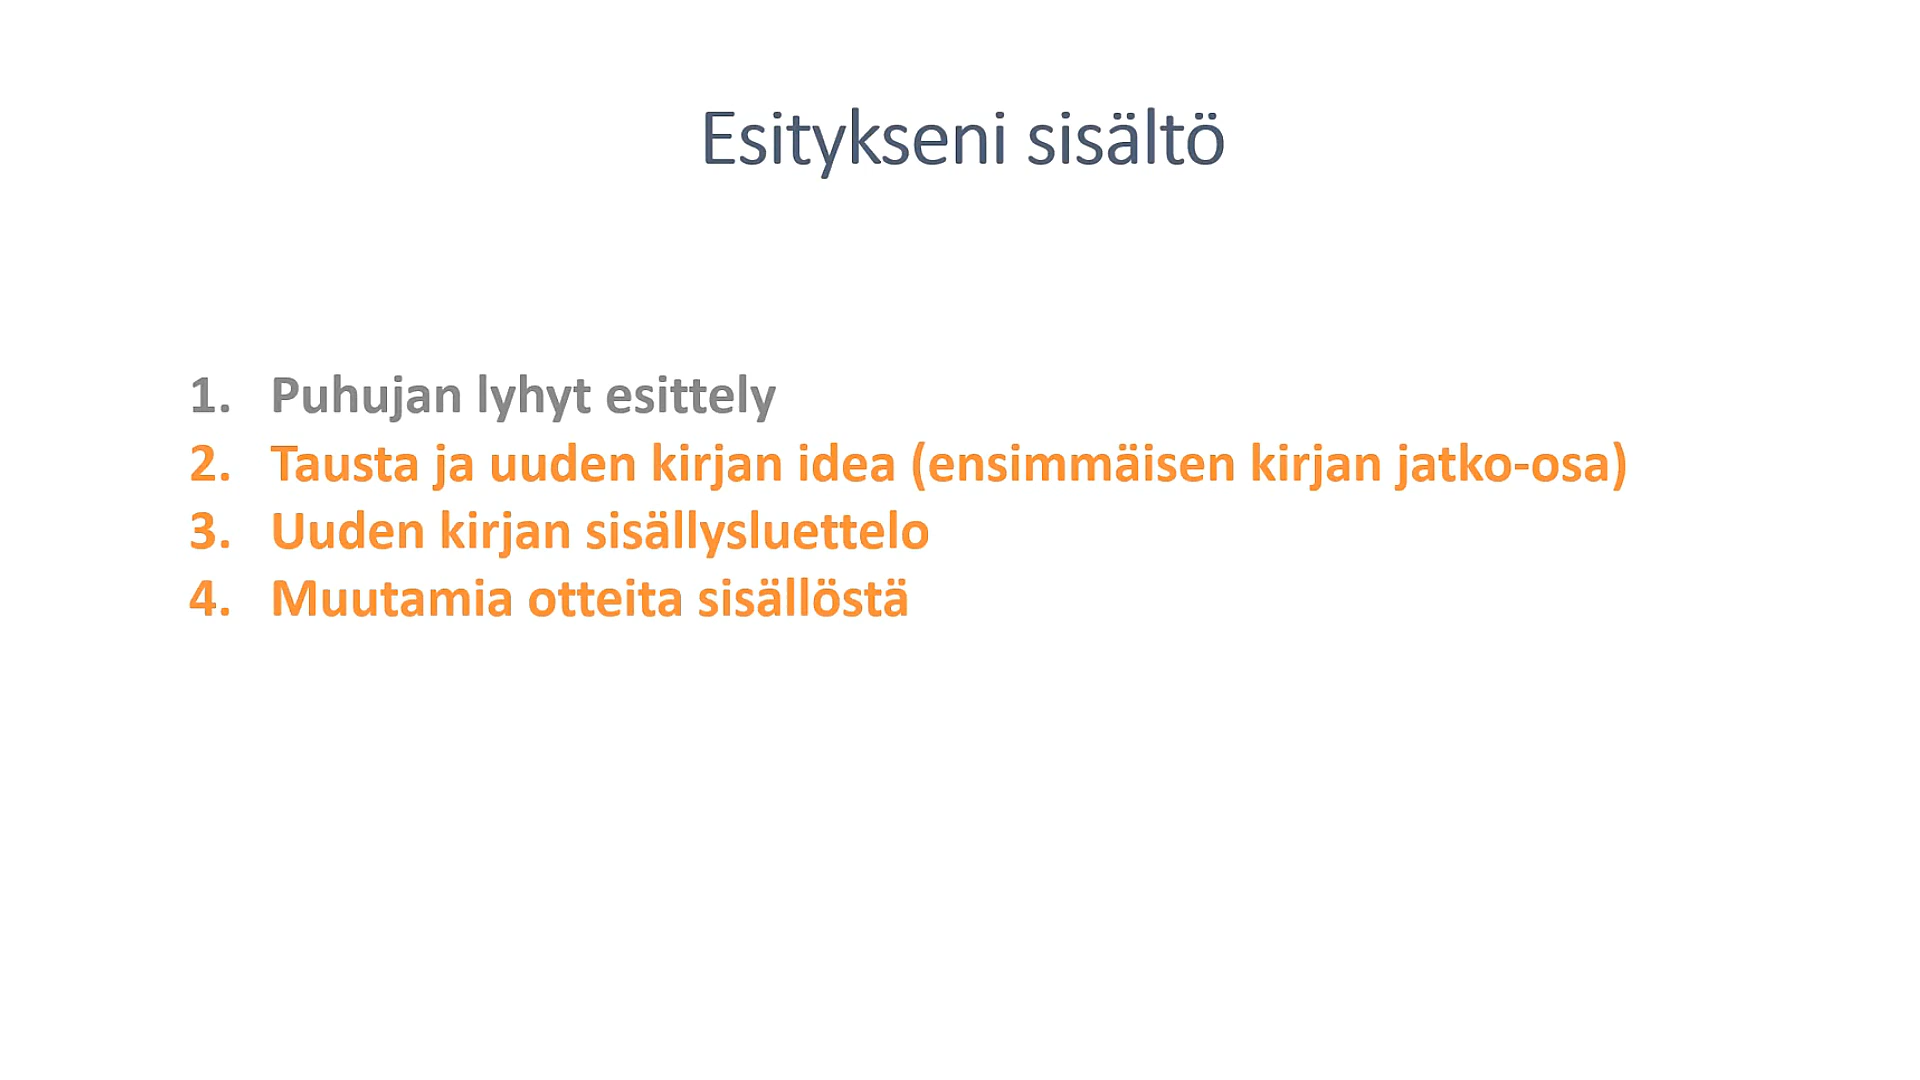 Esitykseni sisältö
1. Puhujan lyhyt esittely
2. Tausta ja uuden kirjan idea (ensimmäisen kirjan jatko-osa)
3. Uuden kirjan sisällysluettelo
4. Muutamia otteita sisällöstä